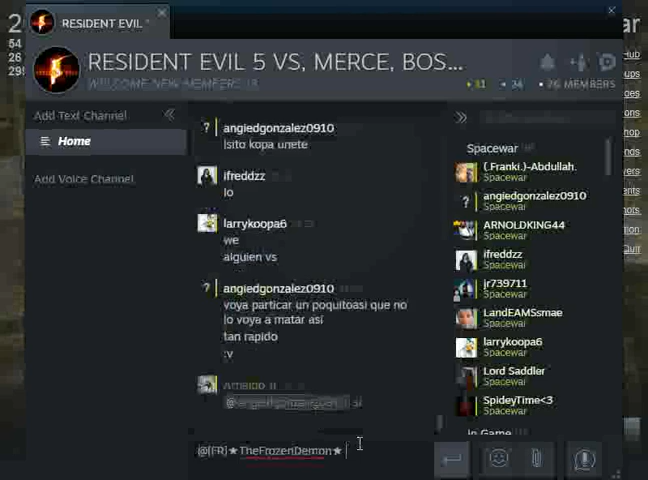 RESIDENT EVIL
RESIDENT EVIL 5 VS, MERCE, BOS...
WELCOME NEW MEMBERS
MEMBERS
Add Text Channel
Home
Add Voice Channel
angiedgonzalez0910
Isito kopa unete
ifreddzz
lo
larrykoopa6
we
alguien vs
angiedgonzalez0910
voya particar un poquitoasi que no
lo voya a matar así
tan rapido
:v
@[FR]★TheFrozenDemon★
Spacewar
(.Franki.)-Abdullah.
Spacewar
angiedgonzalez0910
Spacewar
ARNOLDKING44
Spacewar
ifreddzz
Spacewar
jr739711
Spacewar
LandEAMSsmae
Spacewar
larrykoopa6
Spacewar
Lord Saddler
Spacewar
SpideyTime<3
Spacewar
In Game